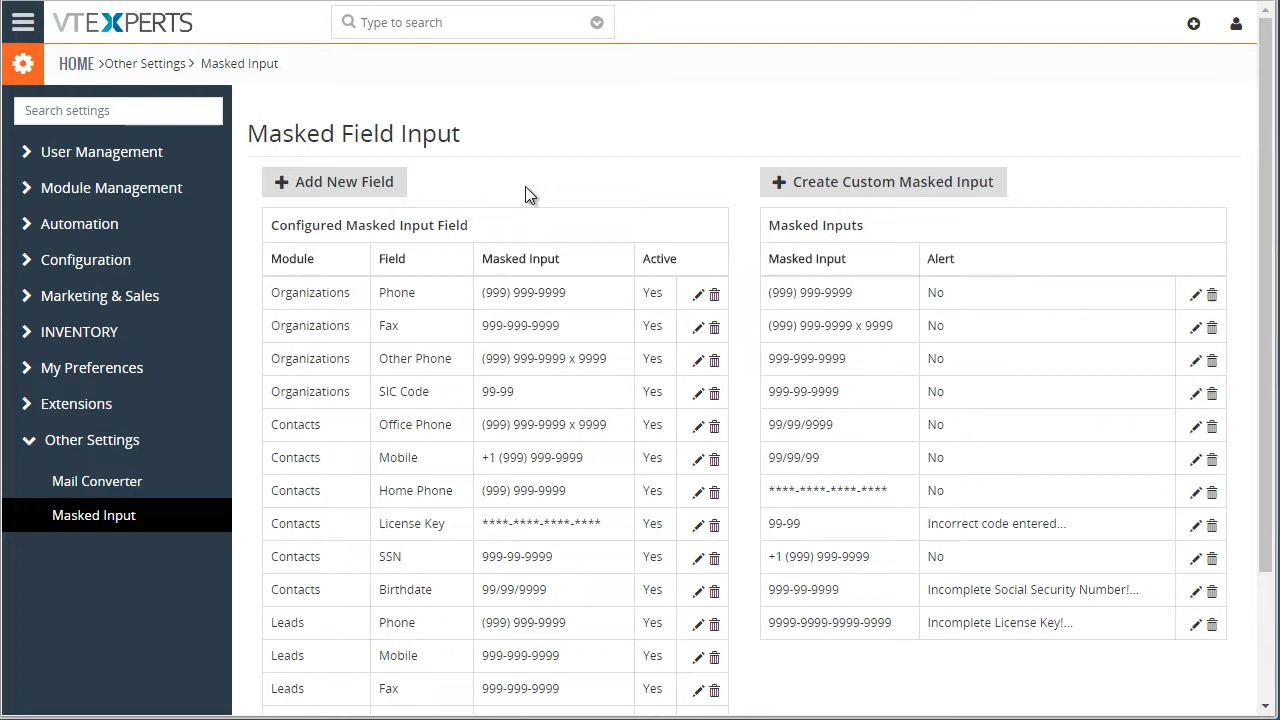 VTEXPERTS
Type to search
HOME >Other Settings> Masked Input
Search settings
User Management
Module Management
Automation
Configuration
Marketing & Sales
INVENTORY
My Preferences
Extensions
Other Settings
Mail Converter
Masked Input
Masked Field Input
Add New Field
Configured Masked Input Field
Module Field Masked Input Active
Organizations Phone (999) 999-9999 Yes
Organizations Fax 999-999-9999 Yes
Organizations Other Phone (999) 999-9999 x 9999 Yes
Organizations SIC Code 99-99 Yes
Contacts Office Phone (999) 999-9999 x 9999 Yes
Contacts Mobile +1 (999) 999-9999 Yes
Contacts Home Phone (999) 999-9999 Yes
Contacts License Key ****-****-****-**** Yes
Contacts SSN 999-99-9999 Yes
Contacts Birthdate 99/99/9999 Yes
Leads Phone (999) 999-9999 Yes
Leads Mobile 999-999-9999 Yes
Leads Fax 999-999-9999 Yes
Create Custom Masked Input
Masked Inputs
Masked Input Alert
(999) 999-9999 No
(999) 999-9999 x 9999 No
999-999-9999 No
999-99-9999 No
99/99/9999 No
99/99/99 No
****-****-****-**** No
99-99 Incorrect code entered...
+1 (999) 999-9999 No
999-99-9999 Incomplete Social Security Number!...
9999-9999-9999-9999 Incomplete License Key!...